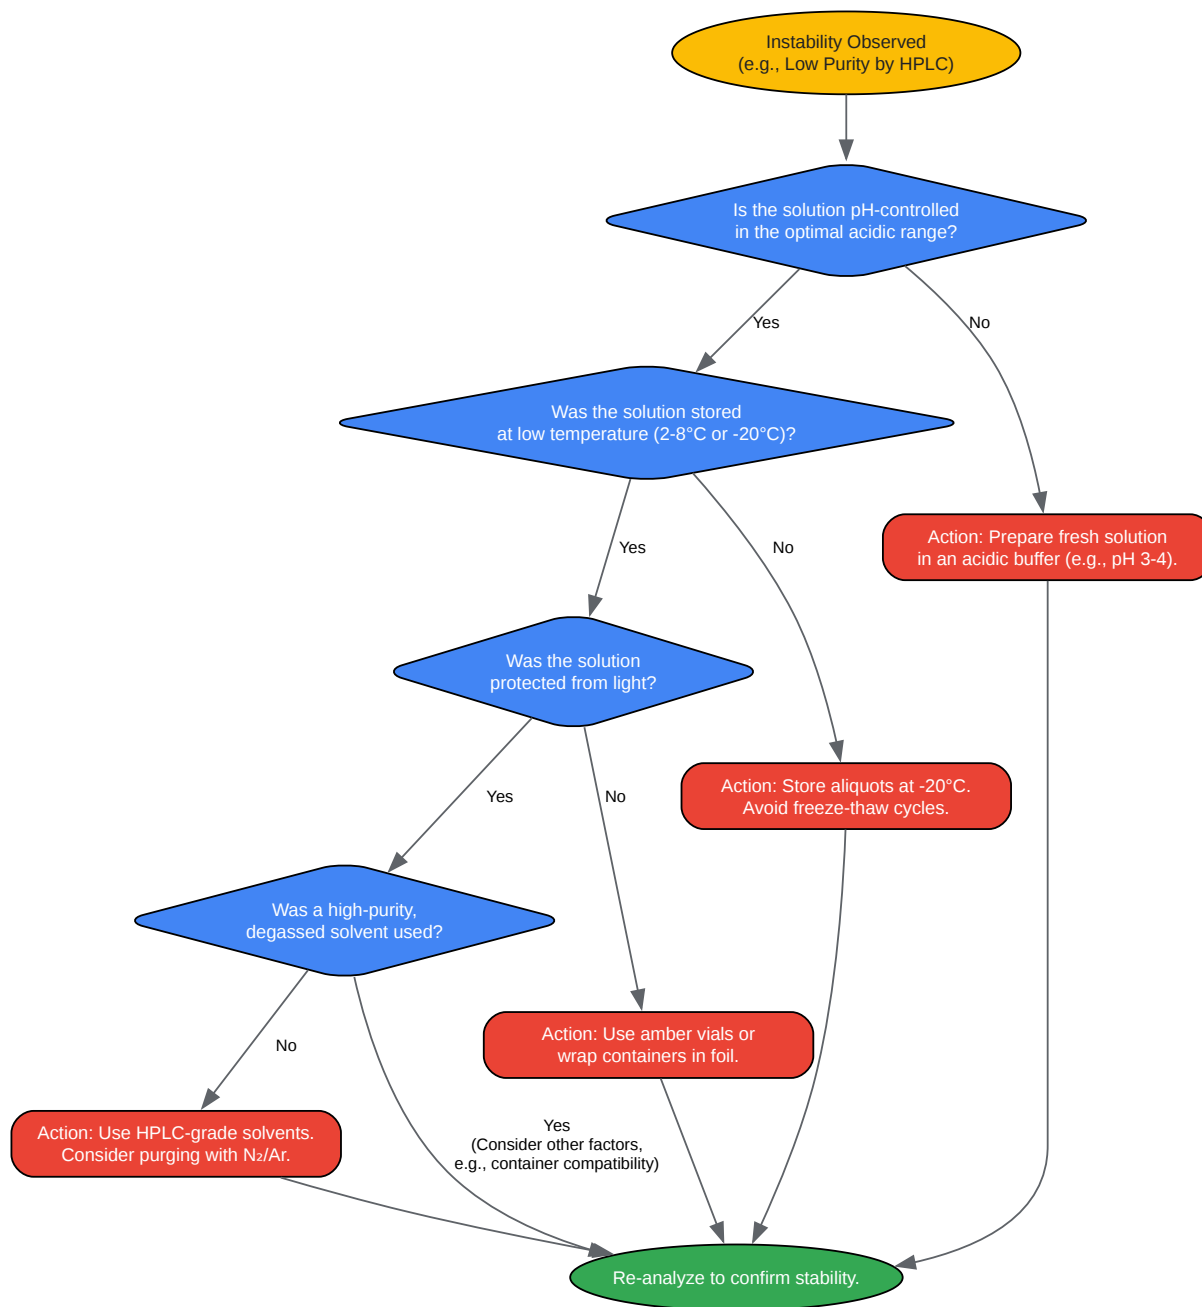 Instability Observed
(e.g., Low Purity by HPLC)
Is the solution pH-controlled
in the optimal acidic range?
Yes
No
Was the solution stored
at low temperature (2-8°C or -20°C)?
Action: Prepare fresh solution
in an acidic buffer (e.g., pH 3-4).
Yes
No
Was the solution
protected from light?
Action: Store aliquots at -20°C.
Avoid freeze-thaw cycles.
Yes
No
Was a high-purity,
degassed solvent used?
Action: Use amber vials or
wrap containers in foil.
No
Yes
(Consider other factors,
e.g., container compatibility)
Action: Use HPLC-grade solvents.
Consider purging with N₂/Ar.
Re-analyze to confirm stability.